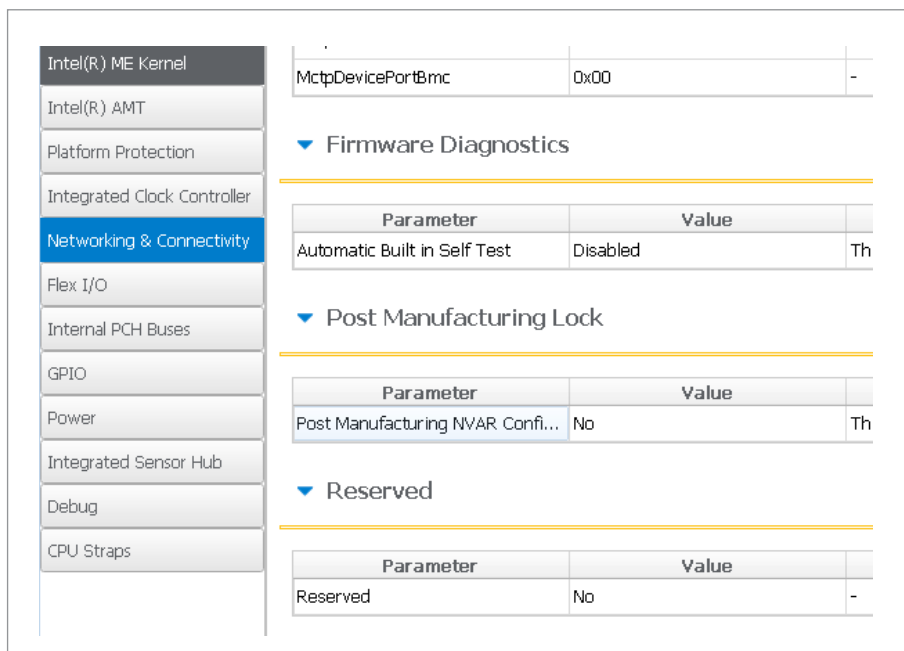 Intel(R) ME Kernel
Intel(R) AMT
Platform Protection
Integrated Clock Controller
Networking & Connectivity
Flex I/O
Internal PCH Buses
GPIO
Power
Integrated Sensor Hub
Debug
CPU Straps
MctpDevicePortBmc 0x00 -
Firmware Diagnostics
Parameter Value
Automatic Built in Self Test Disabled Th
Post Manufacturing Lock
Parameter Value
Post Manufacturing NVAR Confi... No Th
Reserved
Parameter Value
Reserved No -